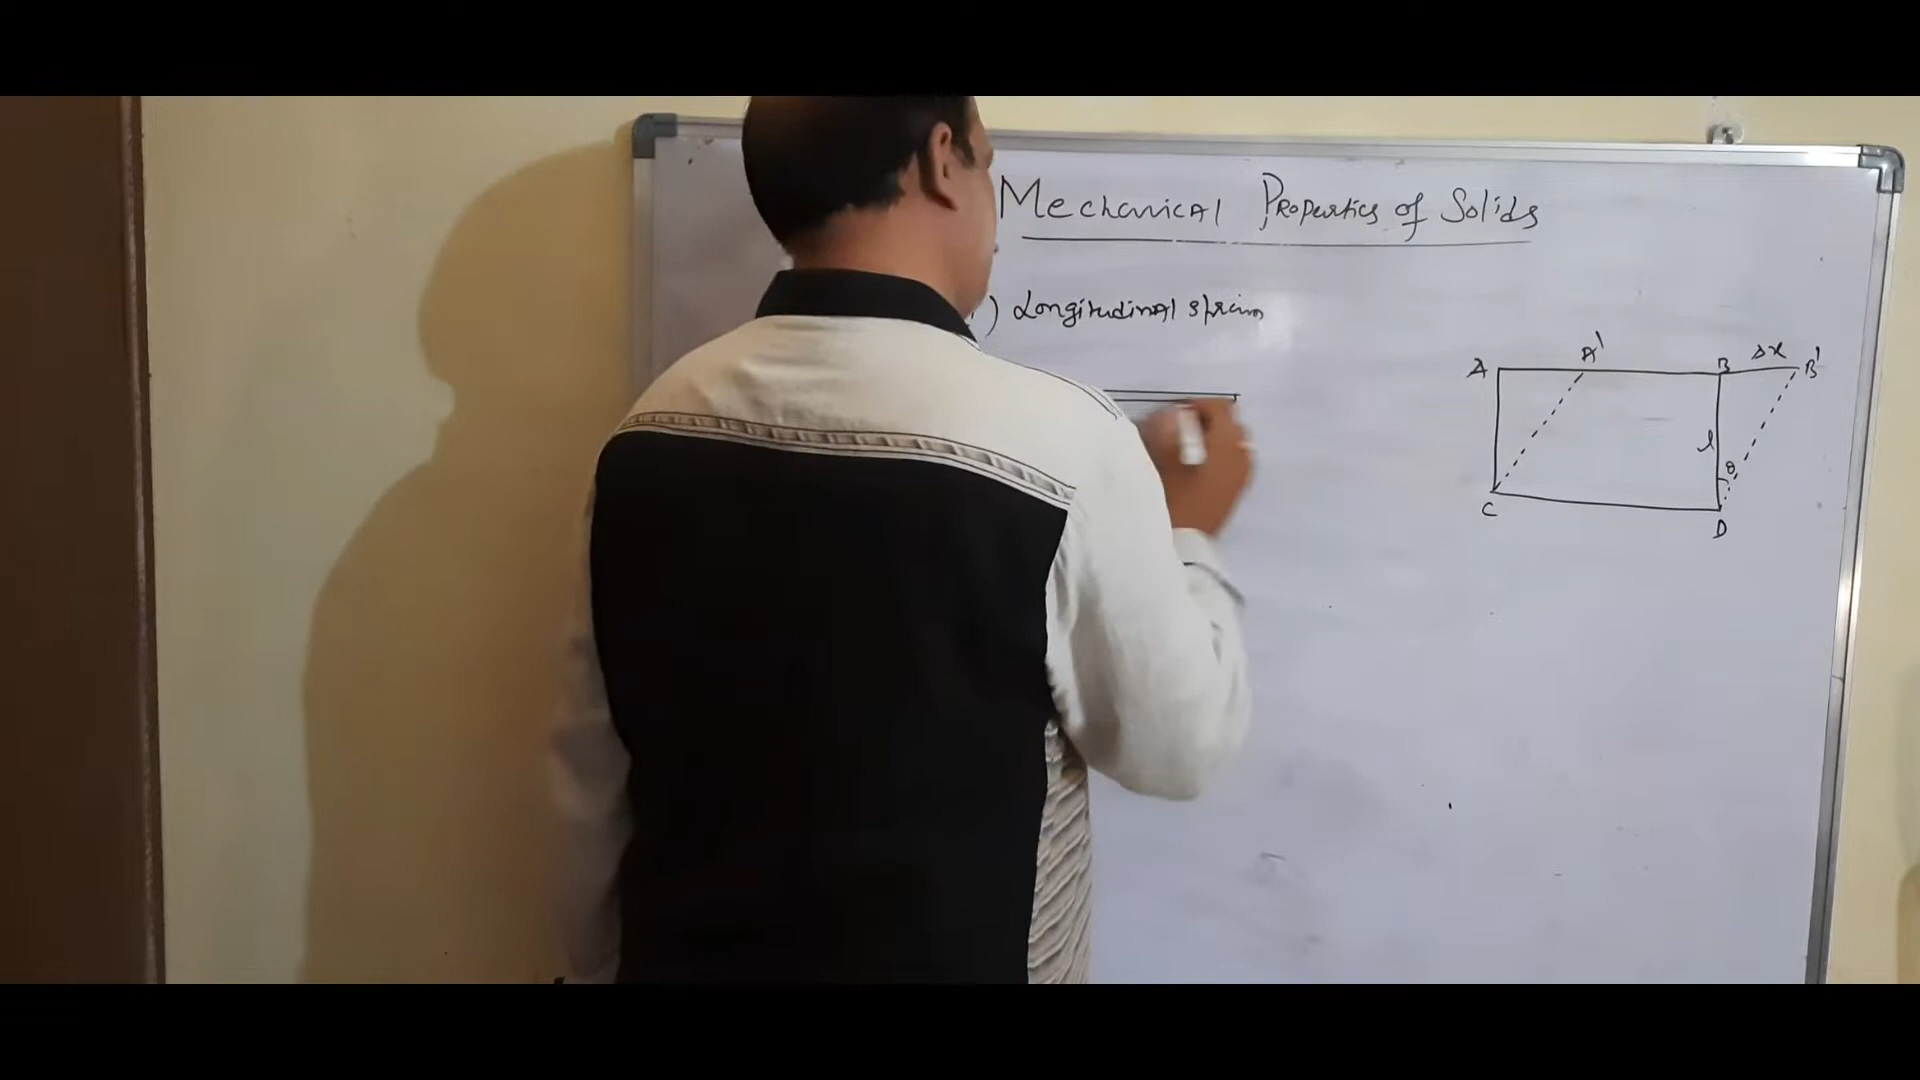 Mechanical Properties of Solids
) Longitudinal strain
A A' B Δx B'
l
θ
C D